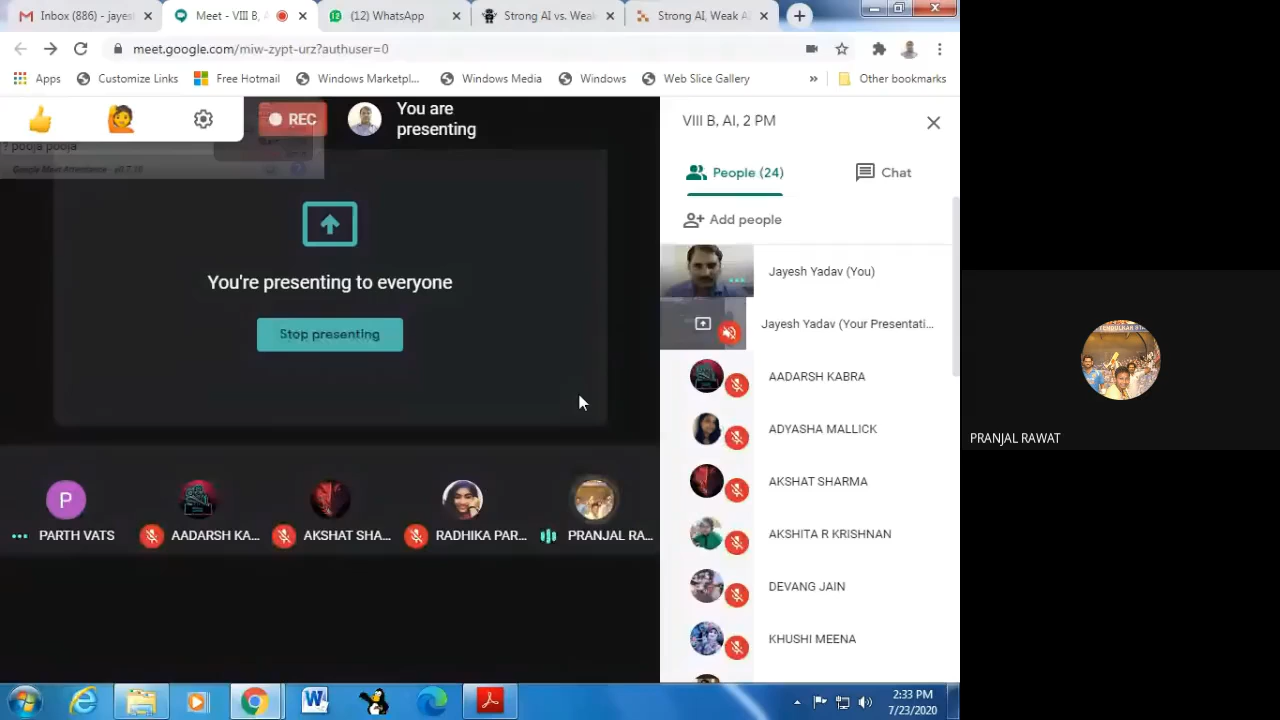 Inbox (886) - jayesh
Meet - VIII B, A
(12) WhatsApp
Strong AI vs. Weak
Strong AI, Weak A
meet.google.com/miw-zypt-urz?authuser=0
Apps
Customize Links
Free Hotmail
Windows Marketpl...
Windows Media
Windows
Web Slice Gallery
»
Other bookmarks
REC
You are
presenting
? pooja pooja
Google Meet Attendance
You're presenting to everyone
Stop presenting
P
PARTH VATS
AADARSH KA...
AKSHAT SHA...
RADHIKA PAR...
PRANJAL RA...
VIII B, AI, 2 PM
People (24)
Chat
Add people
Jayesh Yadav (You)
Jayesh Yadav (Your Presentati...
AADARSH KABRA
ADYASHA MALLICK
AKSHAT SHARMA
AKSHITA R KRISHNAN
DEVANG JAIN
KHUSHI MEENA
2:33 PM
7/23/2020
PRANJAL RAWAT